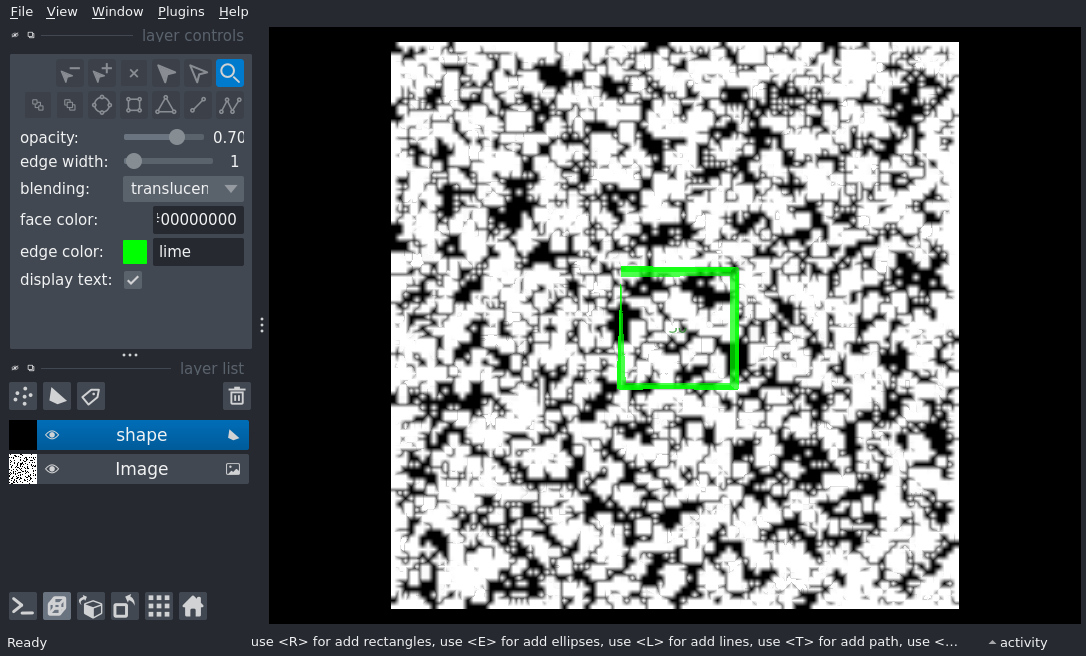 File View Window Plugins Help
layer controls
opacity: 0.70
edge width: 1
blending: translucen
face color: 00000000
edge color: lime
display text:
layer list
shape
Image
Ready use <R> for add rectangles, use <E> for add ellipses, use <L> for add lines, use <T> for add path, use <... activity